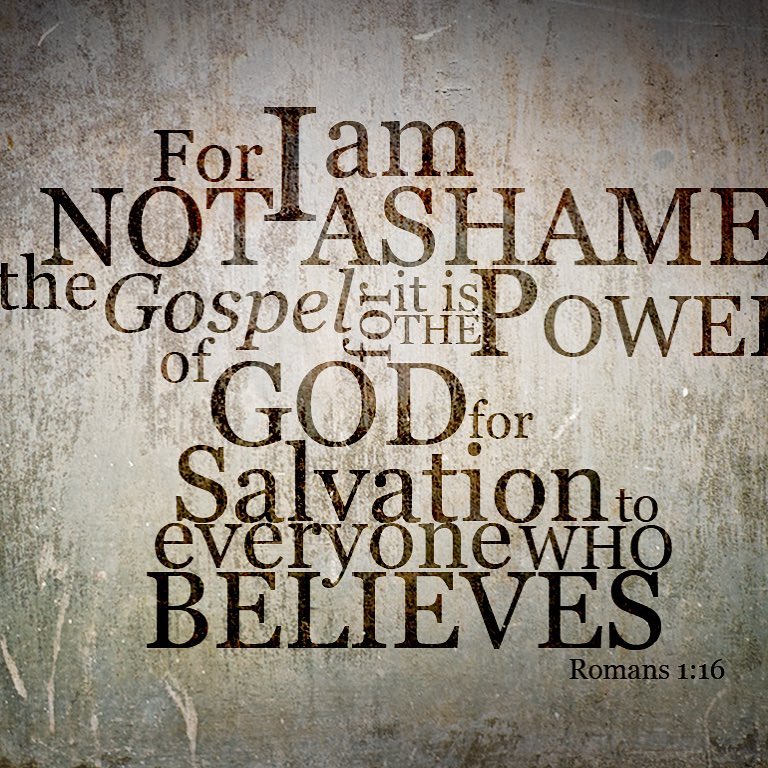 For I am
NOT ASHAME
the Gospel for it is THE POWER
of GOD for
Salvation to
everyone WHO
BELIEVES
Romans 1:16